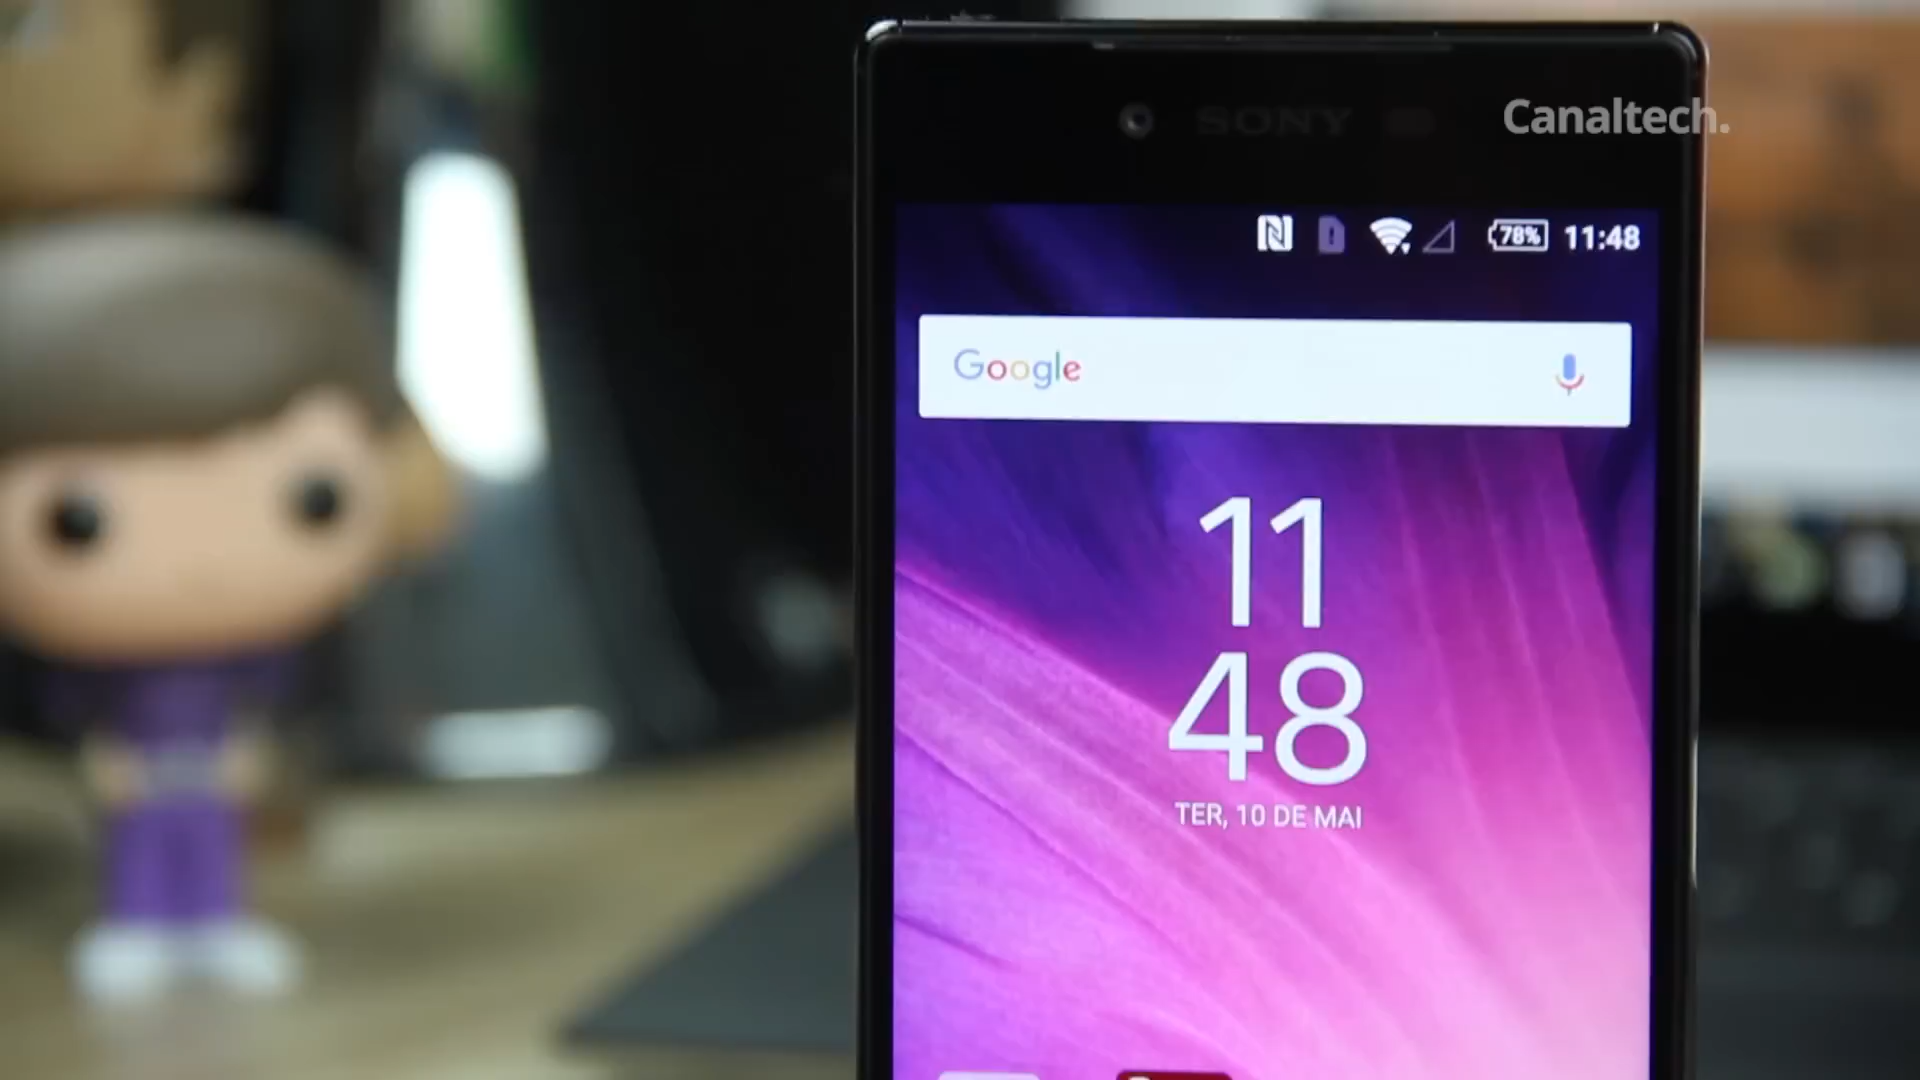 SONY
Canaltech.
78% 11:48
Google
11
48
TER, 10 DE MAI